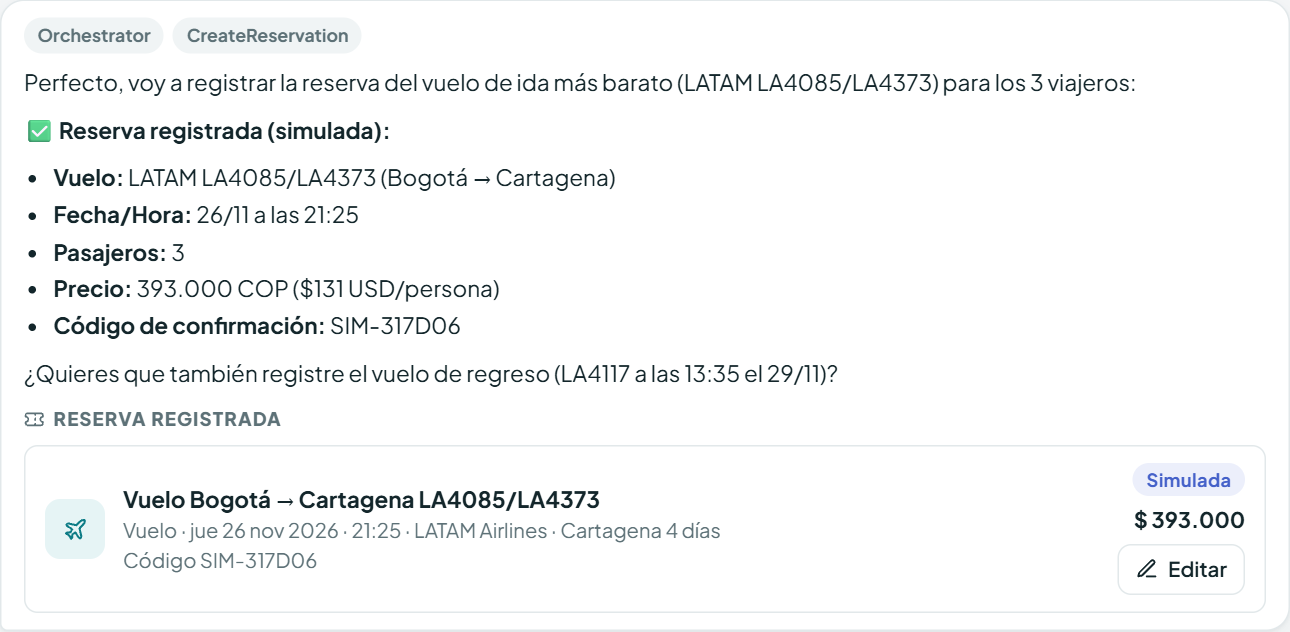 Orchestrator CreateReservation
Perfecto, voy a registrar la reserva del vuelo de ida más barato (LATAM LA4085/LA4373) para los 3 viajeros:
✅ Reserva registrada (simulada):
• Vuelo: LATAM LA4085/LA4373 (Bogotá → Cartagena)
• Fecha/Hora: 26/11 a las 21:25
• Pasajeros: 3
• Precio: 393.000 COP ($131 USD/persona)
• Código de confirmación: SIM-317D06
¿Quieres que también registre el vuelo de regreso (LA4117 a las 13:35 el 29/11)?
RESERVA REGISTRADA
Vuelo Bogotá → Cartagena LA4085/LA4373
Vuelo · jue 26 nov 2026 · 21:25 · LATAM Airlines · Cartagena 4 días
Código SIM-317D06
Simulada
$ 393.000
Editar